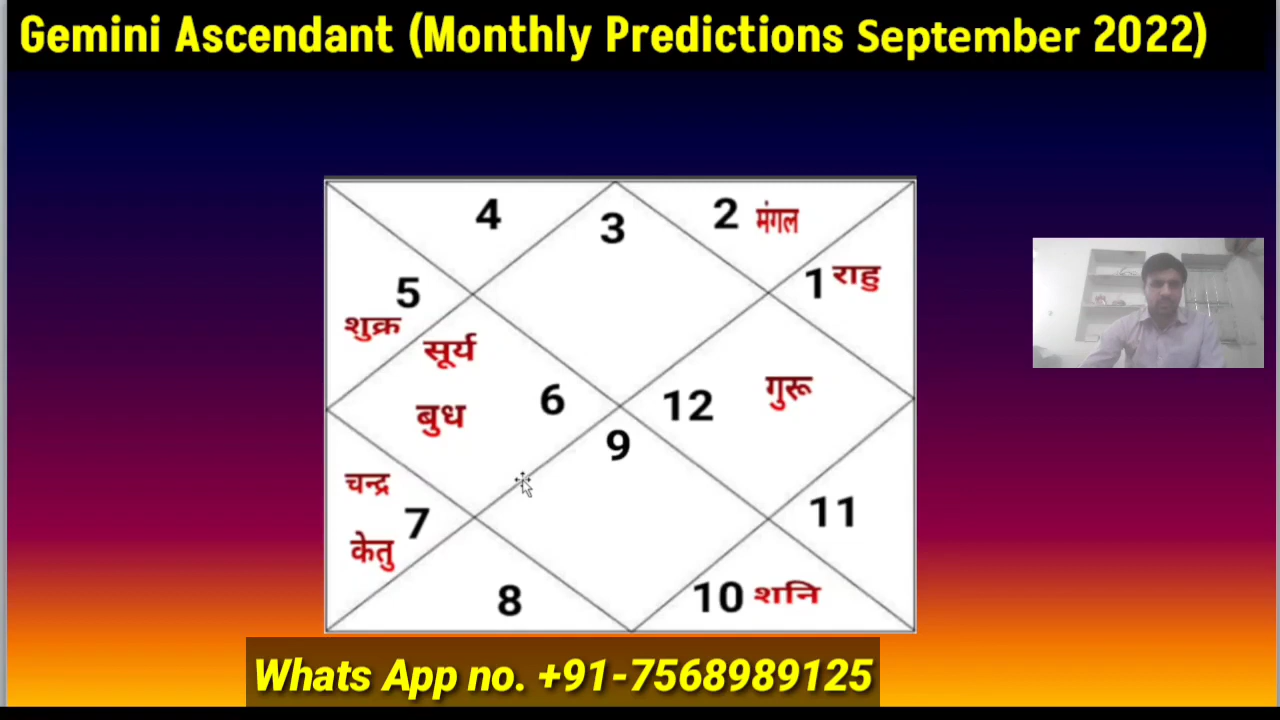 Gemini Ascendant (Monthly Predictions September 2022)
4
3
2 मंगल
1 राहु
5
शुक्र
सूर्य
बुध
6
12
गुरू
9
चन्द्र
7
केतु
11
8
10 शनि
Whats App no. +91-7568989125